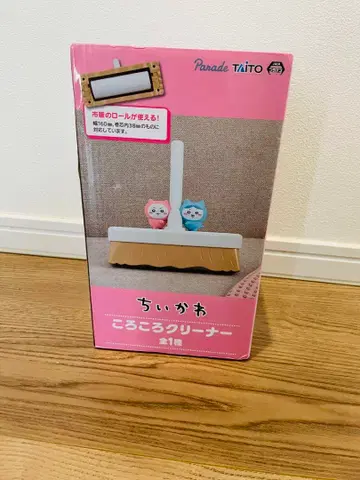 Parade TAITO
市販のロールが使える!
幅160mm、巻芯内38mmのものに
対応しています。
ちいかわ
ころころクリーナー
全1種